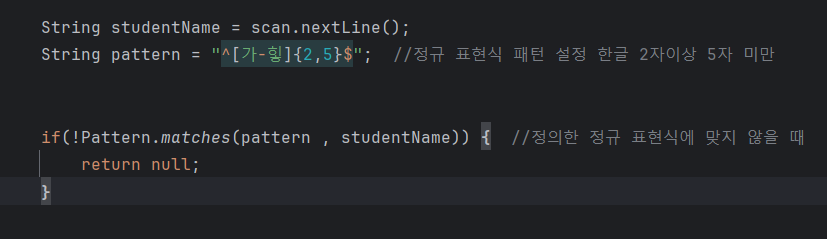 String studentName = scan.nextLine();
String pattern = "^[가-힣]{2,5}$";  //정규 표현식 패턴 설정 한글 2자이상 5자 미만
if(!Pattern.matches(pattern , studentName)) {  //정의한 정규 표현식에 맞지 않을 때
return null;
}